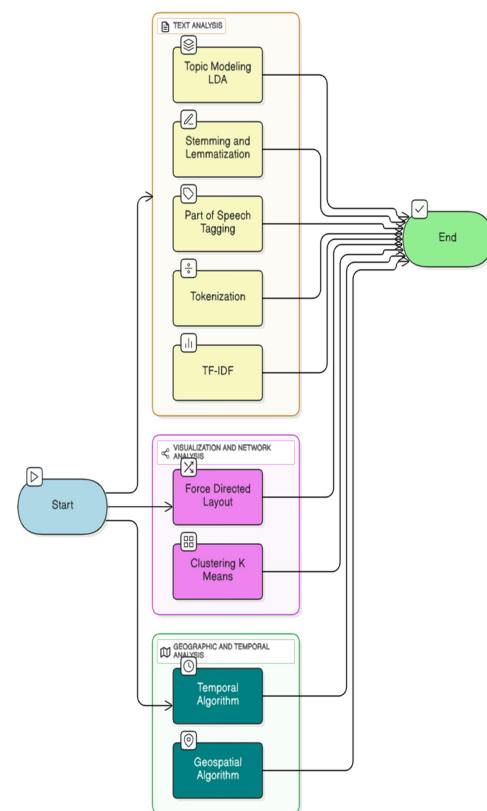 TEXT ANALYSIS
Topic Modeling
LDA
Stemming and
Lemmatization
Part of Speech
Tagging
End
Tokenization
TF-IDF
VISUALIZATION AND NETWORK
ANALYSIS
Force Directed
Layout
Start
Clustering K
Means
GEOGRAPHIC AND TEMPORAL
ANALYSIS
Temporal
Algorithm
Geospatial
Algorithm